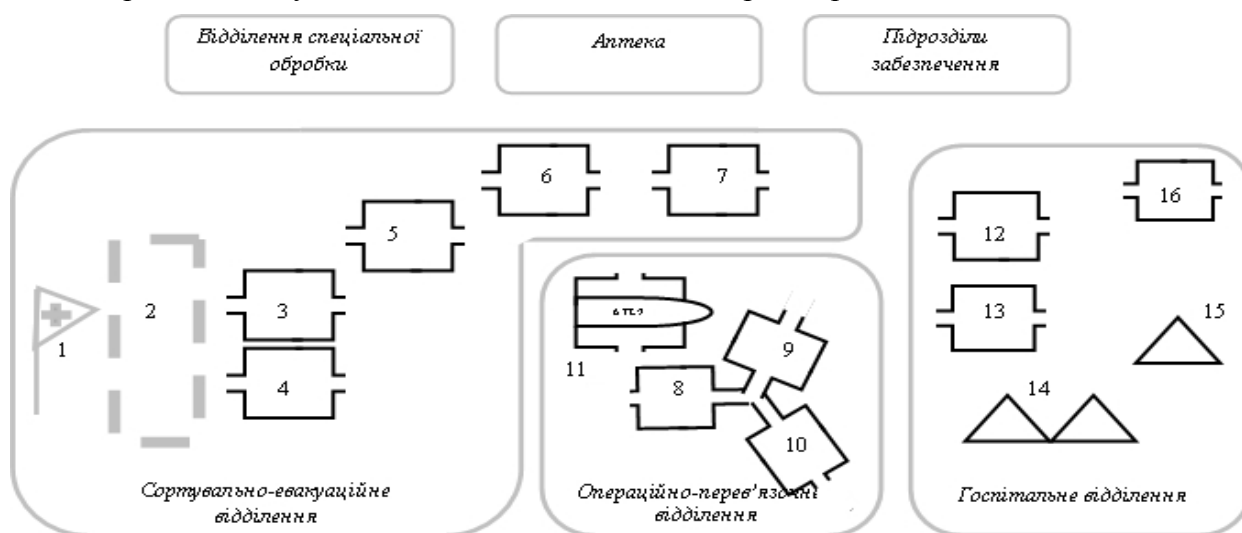 Відділення спеціальної
обробки
Аптека
Підрозділи
забезпечення
6
7
16
5
12
3
13
15
2
1
9
11
4
8
14
10
Сортувально-евакуаційне
відділення
Операційно-перев’язочні
відділення
Госпітальне відділення